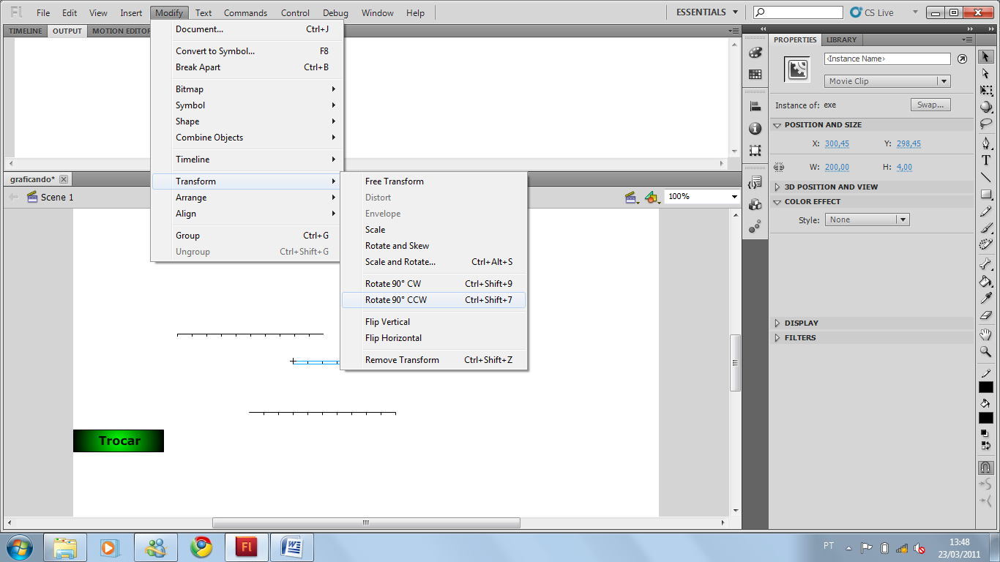 Fl File Edit View Insert Modify Text Commands Control Debug Window Help ESSENTIALS CS Live
TIMELINE OUTPUT MOTION EDITOR
Document... Ctrl+J
Convert to Symbol... F8
Break Apart Ctrl+B
Bitmap
Symbol
Shape
Combine Objects
Timeline
Transform
Arrange
Align
Group Ctrl+G
Ungroup Ctrl+Shift+G
Free Transform
Distort
Envelope
Scale
Rotate and Skew
Scale and Rotate... Ctrl+Alt+S
Rotate 90° CW Ctrl+Shift+9
Rotate 90° CCW Ctrl+Shift+7
Flip Vertical
Flip Horizontal
Remove Transform Ctrl+Shift+Z
graficando*
Scene 1
100%
Trocar
PROPERTIES LIBRARY
<Instance Name>
Movie Clip
Instance of: exe Swap...
POSITION AND SIZE
X: 300,45 Y: 298,45
W: 200,00 H: 4,00
3D POSITION AND VIEW
COLOR EFFECT
Style: None
DISPLAY
FILTERS
T
Fl
W
PT
13:48
23/03/2011